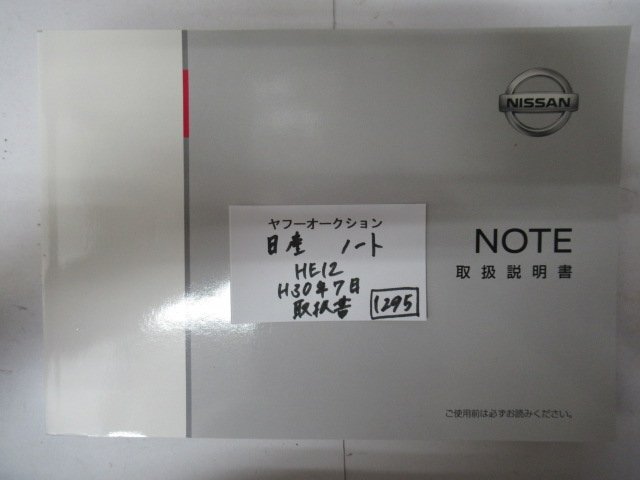 NISSAN
NOTE
取扱説明書
ヤフーオークション
日産 ノート
HE12
H30年7日
取扱書 1295
ご使用前は必ずお読みください。